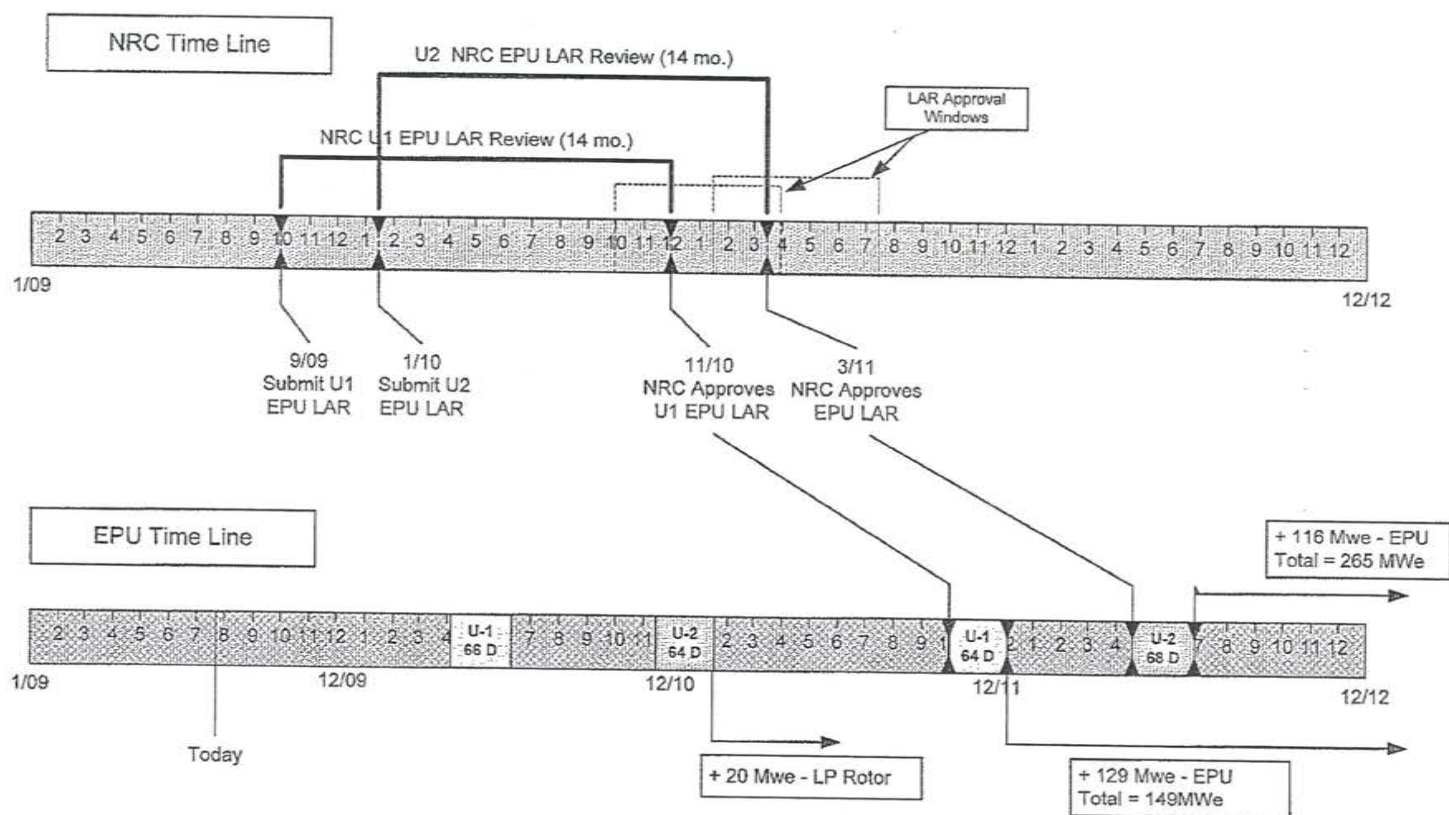 NRC Time Line
U2 NRC EPU LAR Review (14 mo.)
LAR Approval
Windows
NRC U1 EPU LAR Review (14 mo.)
2 3 4 5 6 7 8 9 10 11 12 1 2 3 4 5 6 7 8 9 10 11 12 1 2 3 4 5 6 7 8 9 10 11 12 1 2 3 4 5 6 7 8 9 10 11 12
1/09
12/12
9/09
Submit U1
EPU LAR
1/10
Submit U2
EPU LAR
11/10
NRC Approves
U1 EPU LAR
3/11
NRC Approves
EPU LAR
EPU Time Line
+ 116 Mwe - EPU
Total = 265 MWe
2 3 4 5 6 7 8 9 10 11 12 1 2 3 4
U-1
66 D
7 8 9 10 11
U-2
64 D
2 3 4 5 6 7 8 9 1
U-1
64 D
2 1 2 3 4
U-2
68 D
7 8 9 10 11 12
1/09
12/09
12/10
12/11
12/12
Today
+ 20 Mwe - LP Rotor
+ 129 Mwe - EPU
Total = 149MWe